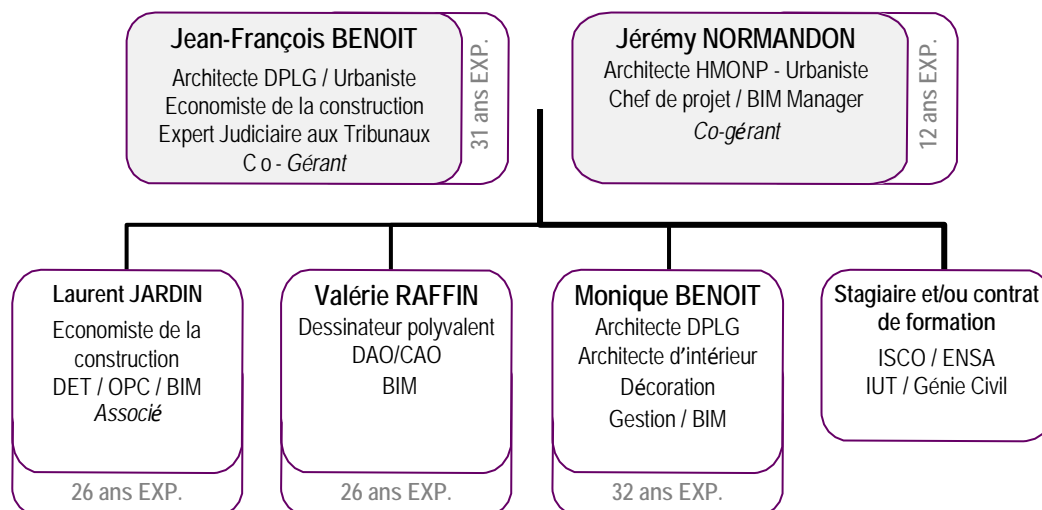 Jean-François BENOIT
Architecte DPLG / Urbaniste
Economiste de la construction
Expert Judiciaire aux Tribunaux
Co - Gérant
31 ans EXP.
Jérémy NORMANDON
Architecte HMONP - Urbaniste
Chef de projet / BIM Manager
Co-gérant
12 ans EXP.
Laurent JARDIN
Economiste de la
construction
DET / OPC / BIM
Associé
26 ans EXP.
Valérie RAFFIN
Dessinateur polyvalent
DAO/CAO
BIM
26 ans EXP.
Monique BENOIT
Architecte DPLG
Architecte d'intérieur
Décoration
Gestion / BIM
32 ans EXP.
Stagiaire et/ou contrat
de formation
ISCO / ENSA
IUT / Génie Civil